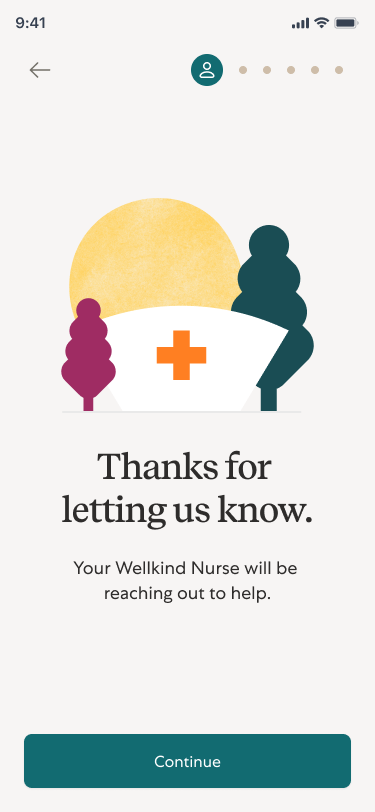 9:41
Thanks for
letting us know.
Your Wellkind Nurse will be
reaching out to help.
Continue